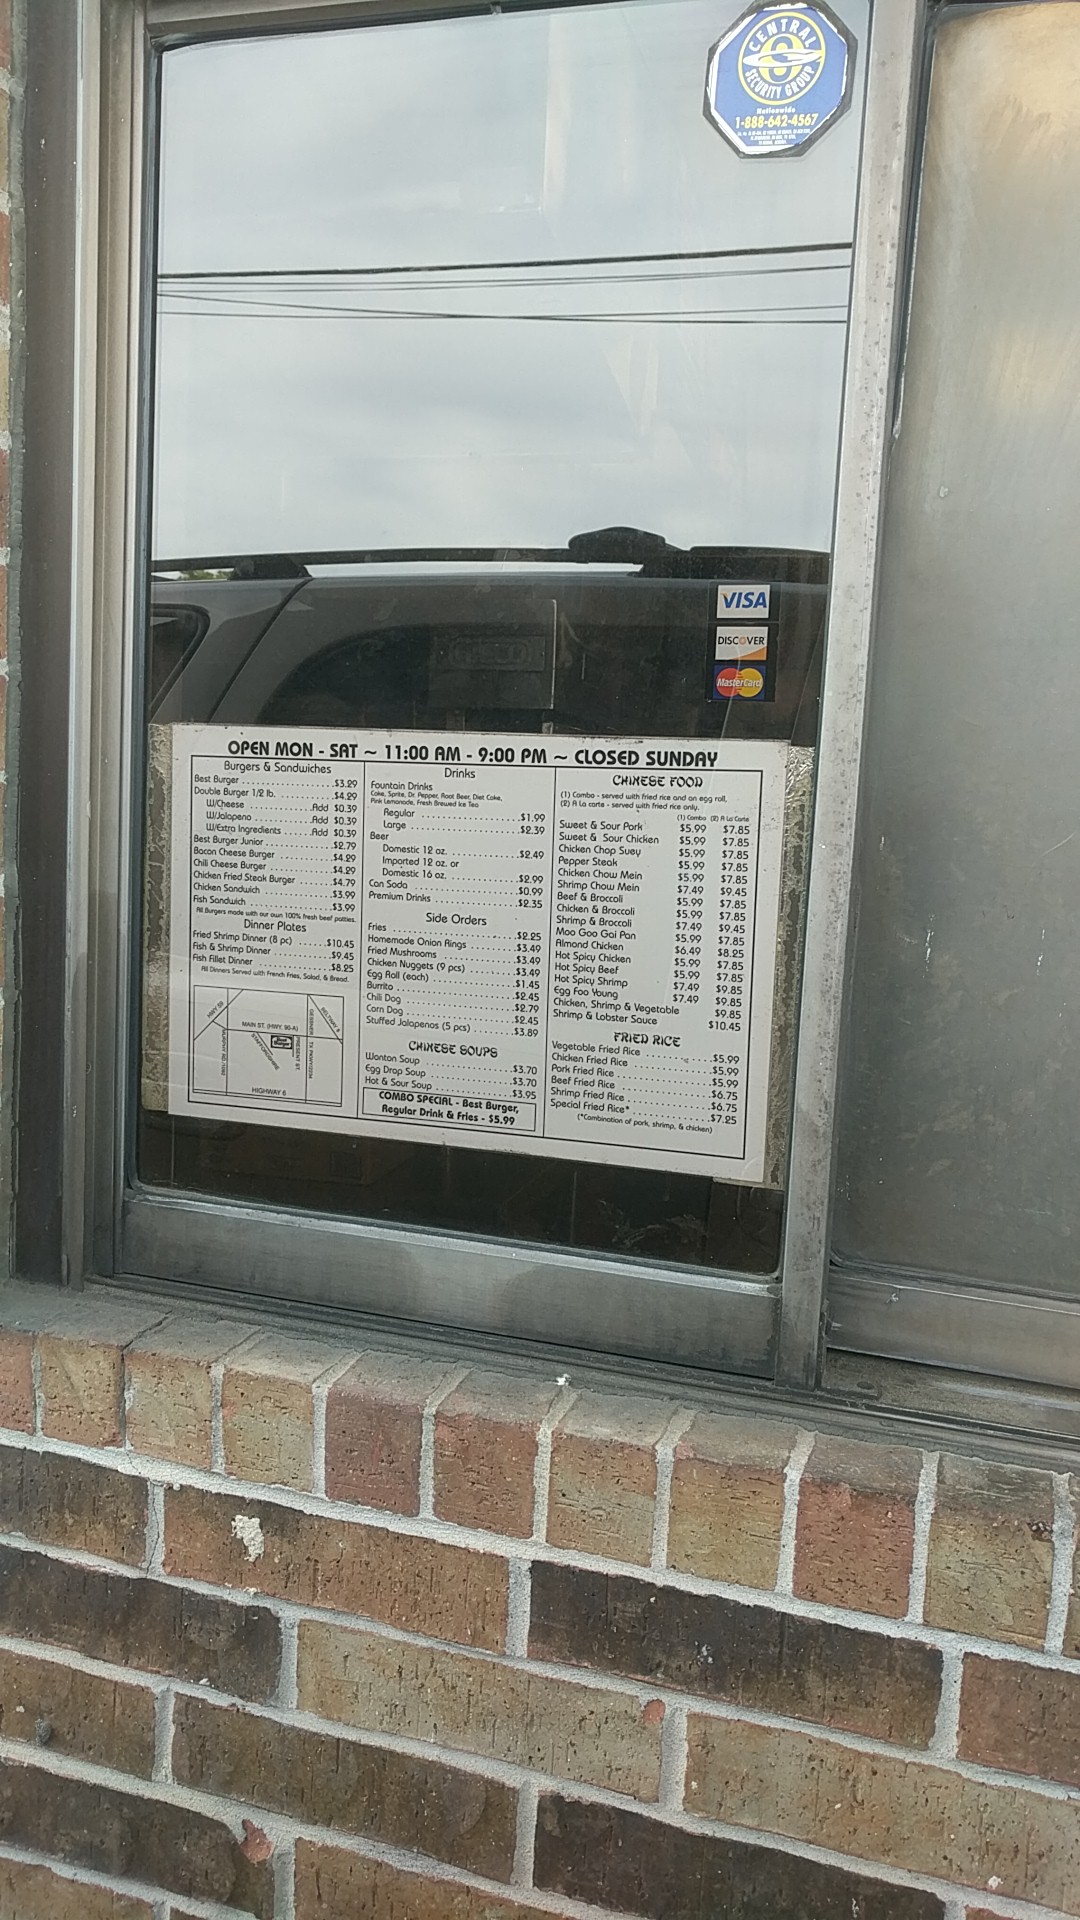 CENTRAL
SECURITY GROUP
Nationwide
1-888-642-4567
VISA
DISCOVER
MasterCard
OPEN MON - SAT ~ 11:00 AM - 9:00 PM ~ CLOSED SUNDAY
Burgers & Sandwiches
Best Burger $3.29
Double Burger 1/2 lb. $4.29
W/Cheese Add $0.39
W/Jalapeno Add $0.39
W/Extra Ingredients Add $0.39
Best Burger Junior $2.79
Bacon Cheese Burger $4.29
Chili Cheese Burger $4.29
Chicken Fried Steak Burger $4.79
Chicken Sandwich $3.99
Fish Sandwich $3.99
All Burgers made with our own 100% fresh beef patties.
Dinner Plates
Fried Shrimp Dinner (8 pc) $10.45
Fish & Shrimp Dinner $9.45
Fish Fillet Dinner $8.25
All Dinners Served with French Fries, Salad, & Bread.
HWY 59
MAIN ST. (HWY. 90-A)
GESSNER
BELTWAY 8
Best Burger
PRESENT ST.
HIGHWAY 6
Drinks
Fountain Drinks
Coke, Sprite, Dr. Pepper, Root Beer, Diet Coke,
Pink Lemonade, Fresh Brewed Ice Tea
Regular $1.99
Large $2.39
Beer
Domestic 12 oz. $2.49
Imported 12 oz. or
Domestic 16 oz. $2.99
Can Soda $0.99
Premium Drinks $2.35
Side Orders
Fries $2.25
Homemade Onion Rings $3.49
Fried Mushrooms $3.49
Chicken Nuggets (9 pcs) $3.49
Egg Roll (each) $1.45
Burrito $2.45
Chili Dog $2.79
Corn Dog $2.45
Stuffed Jalapenos (5 pcs) $3.89
CHINESE SOUPS
Wonton Soup $3.70
Egg Drop Soup $3.70
Hot & Sour Soup $3.95
COMBO SPECIAL - Best Burger,
Regular Drink & Fries - $5.99
CHINESE FOOD
(1) Combo - served with fried rice and an egg roll.
(2) A La carte - served with fried rice only.
(1) Combo (2) A La Carte
Sweet & Sour Pork $5.99 $7.85
Sweet & Sour Chicken $5.99 $7.85
Chicken Chop Suey $5.99 $7.85
Pepper Steak $5.99 $7.85
Chicken Chow Mein $5.99 $7.85
Shrimp Chow Mein $7.49 $9.45
Beef & Broccoli $5.99 $7.85
Chicken & Broccoli $5.99 $7.85
Shrimp & Broccoli $7.49 $9.45
Moo Goo Gai Pan $5.99 $7.85
Almond Chicken $6.49 $8.25
Hot Spicy Chicken $5.99 $7.85
Hot Spicy Beef $5.99 $7.85
Hot Spicy Shrimp $7.49 $9.85
Egg Foo Young $7.49 $9.85
Chicken, Shrimp & Vegetable $9.85
Shrimp & Lobster Sauce $10.45
FRIED RICE
Vegetable Fried Rice $5.99
Chicken Fried Rice $5.99
Pork Fried Rice $5.99
Beef Fried Rice $6.75
Shrimp Fried Rice $6.75
Special Fried Rice* $7.25
(*Combination of pork, shrimp, & chicken)